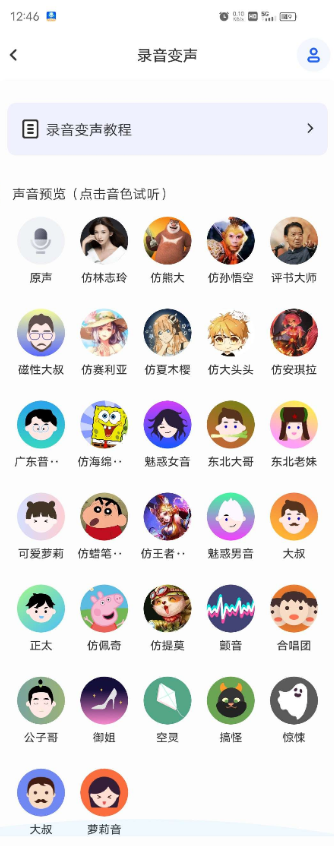 12:46
录音变声
录音变声教程
声音预览（点击音色试听）
原声 仿林志玲 仿熊大 仿孙悟空 评书大师
磁性大叔 仿赛利亚 仿夏木樱 仿大头头 仿安琪拉
广东普·· 仿海绵·· 魅惑女音 东北大哥 东北老妹
可爱萝莉 仿蜡笔·· 仿王者·· 魅惑男音 大叔
正太 仿佩奇 仿提莫 颤音 合唱团
公子哥 御姐 空灵 搞怪 惊悚
大叔 萝莉音